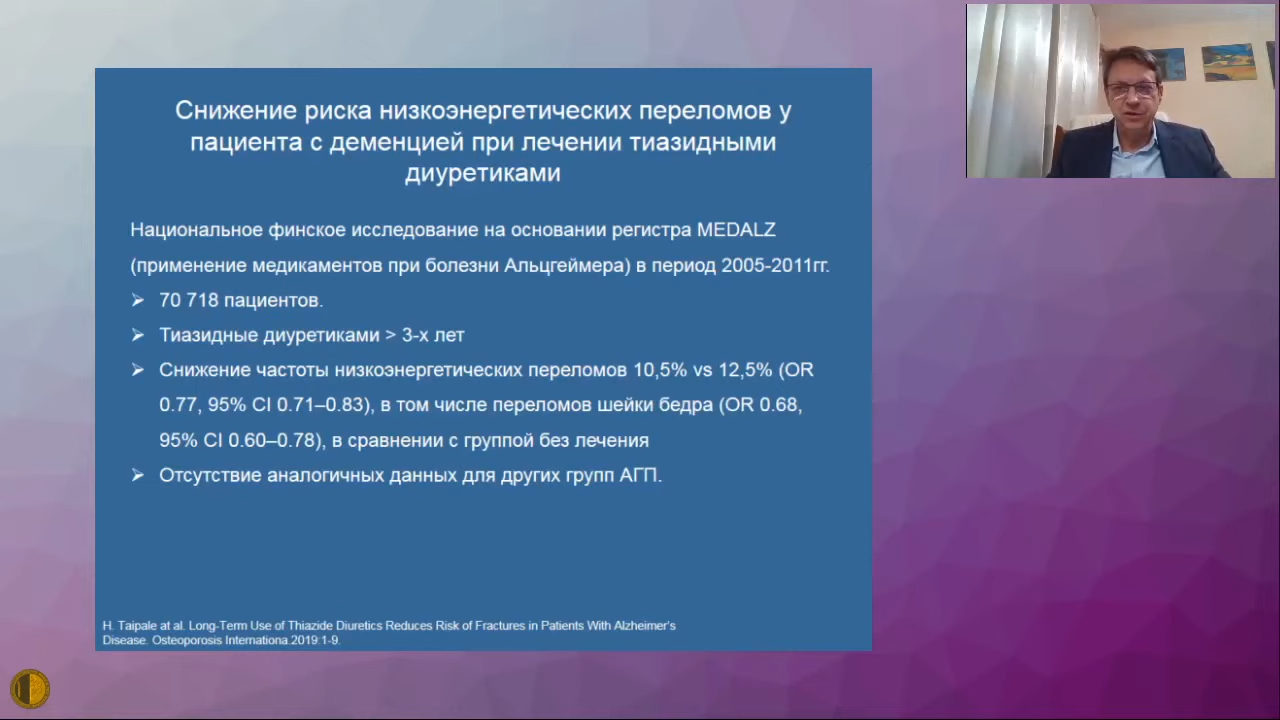 Снижение риска низкоэнергетических переломов у
пациента с деменцией при лечении тиазидными
диуретиками
Национальное финское исследование на основании регистра MEDALZ
(применение медикаментов при болезни Альцгеймера) в период 2005-2011гг.
➢ 70 718 пациентов.
➢ Тиазидные диуретиками > 3-х лет
➢ Снижение частоты низкоэнергетических переломов 10,5% vs 12,5% (OR
0.77, 95% CI 0.71–0.83), в том числе переломов шейки бедра (OR 0.68,
95% CI 0.60–0.78), в сравнении с группой без лечения
➢ Отсутствие аналогичных данных для других групп АГП.
H. Taipale at al. Long-Term Use of Thiazide Diuretics Reduces Risk of Fractures in Patients With Alzheimer's
Disease. Osteoporosis Internationa.2019:1-9.